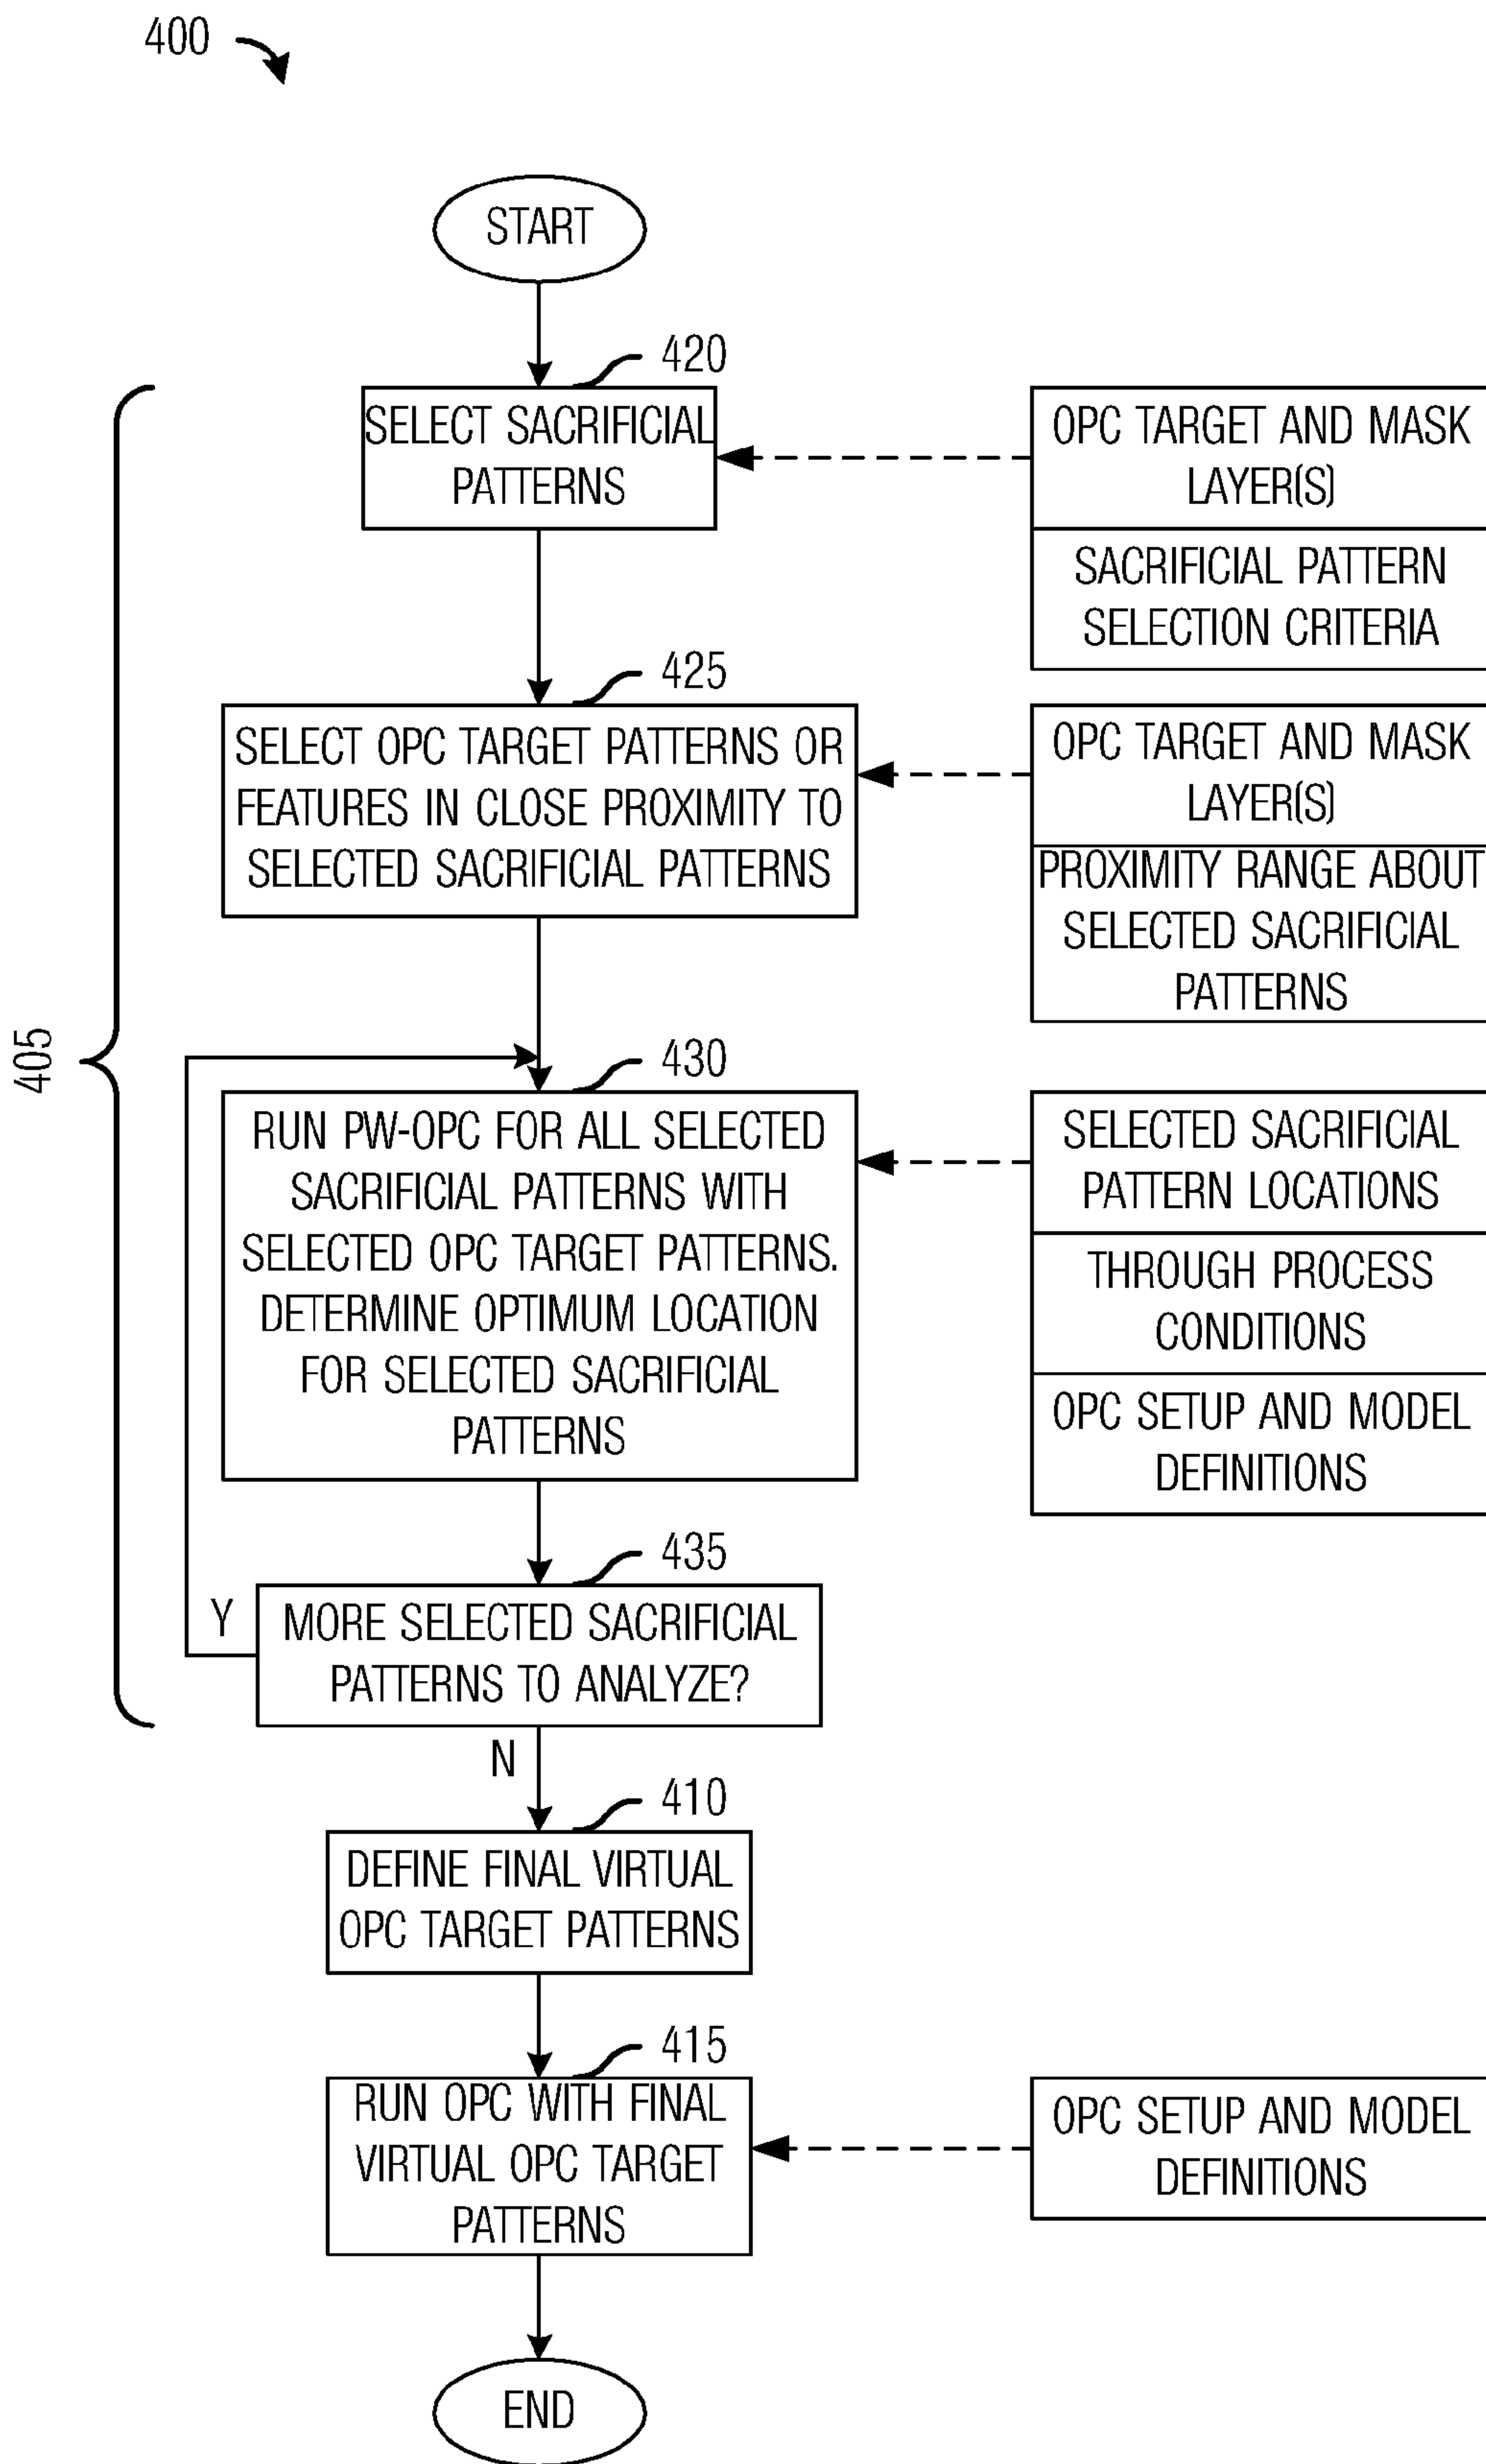 400
START
420
SELECT SACRIFICIAL
PATTERNS
OPC TARGET AND MASK
LAYER(S)
SACRIFICIAL PATTERN
SELECTION CRITERIA
425
SELECT OPC TARGET PATTERNS OR
FEATURES IN CLOSE PROXIMITY TO
SELECTED SACRIFICIAL PATTERNS
OPC TARGET AND MASK
LAYER(S)
PROXIMITY RANGE ABOUT
SELECTED SACRIFICIAL
PATTERNS
405
430
RUN PW-OPC FOR ALL SELECTED
SACRIFICIAL PATTERNS WITH
SELECTED OPC TARGET PATTERNS.
DETERMINE OPTIMUM LOCATION
FOR SELECTED SACRIFICIAL
PATTERNS
SELECTED SACRIFICIAL
PATTERN LOCATIONS
THROUGH PROCESS
CONDITIONS
OPC SETUP AND MODEL
DEFINITIONS
435
Y
MORE SELECTED SACRIFICIAL
PATTERNS TO ANALYZE?
N
410
DEFINE FINAL VIRTUAL
OPC TARGET PATTERNS
415
RUN OPC WITH FINAL
VIRTUAL OPC TARGET
PATTERNS
OPC SETUP AND MODEL
DEFINITIONS
END